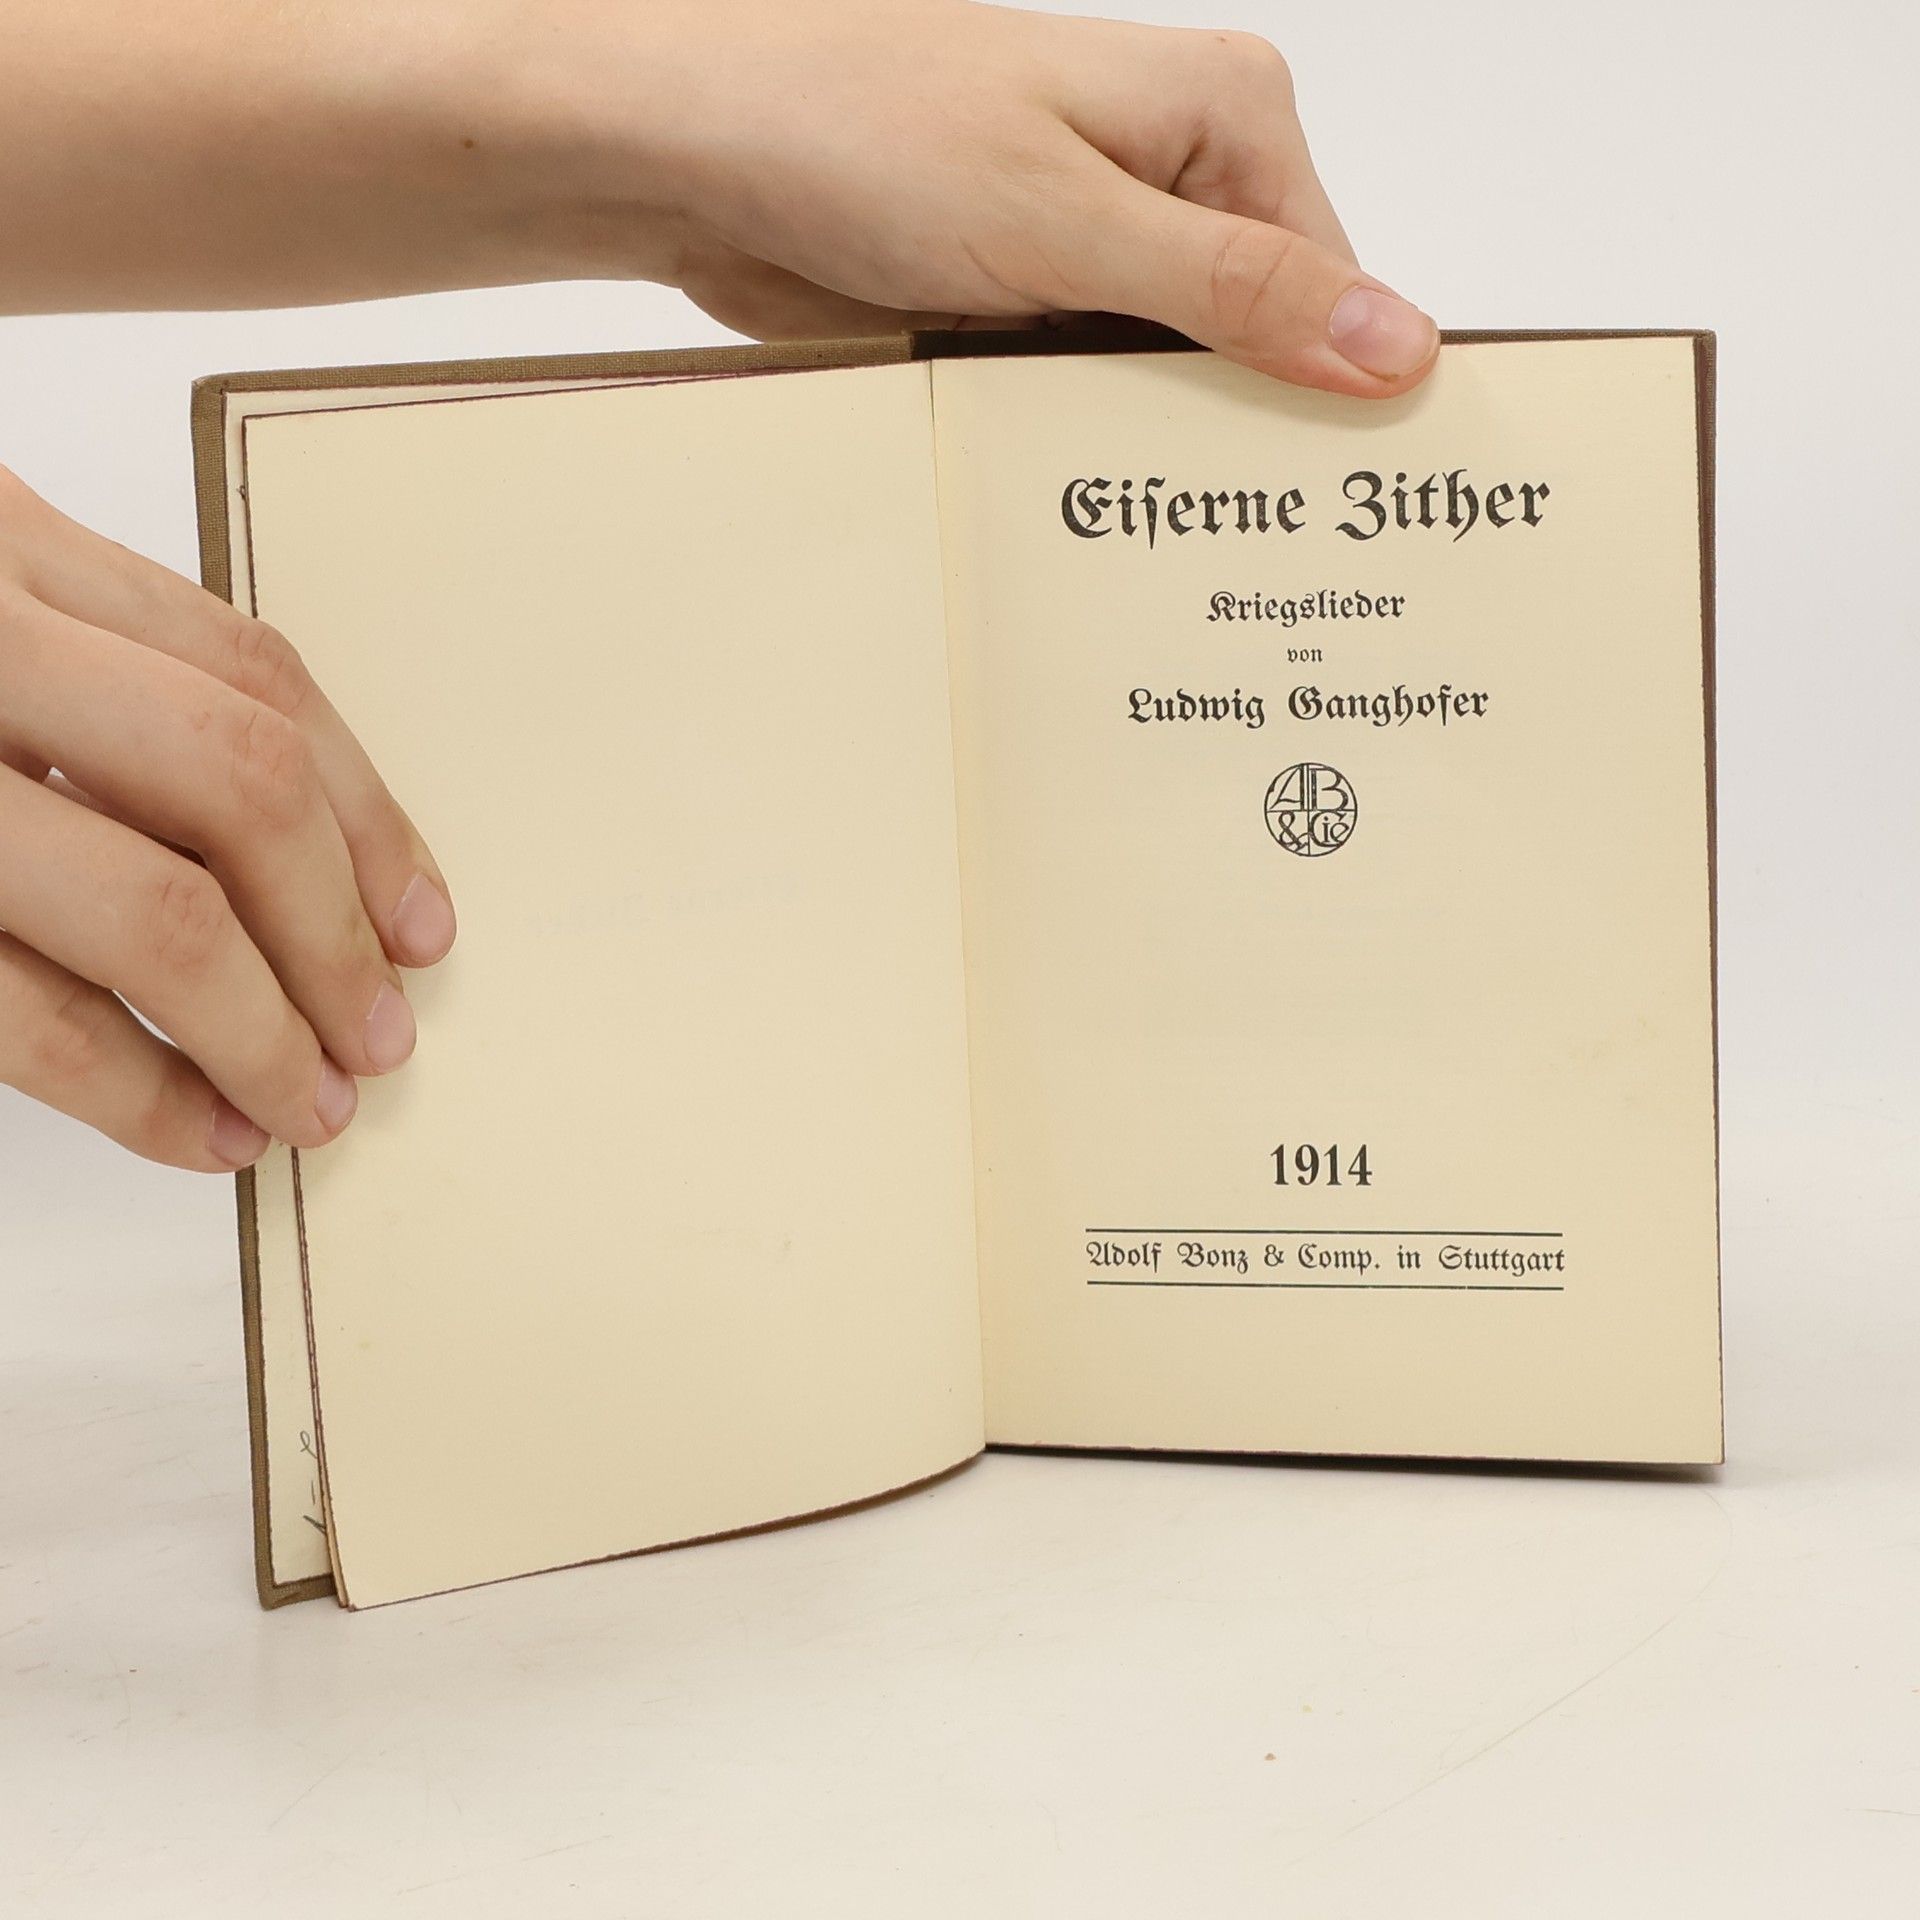 Eiſerne Zither
Kriegslieder
von
Ludwig Ganghofer
AB
&Cie
1914
Adolf Bonz & Comp. in Stuttgart